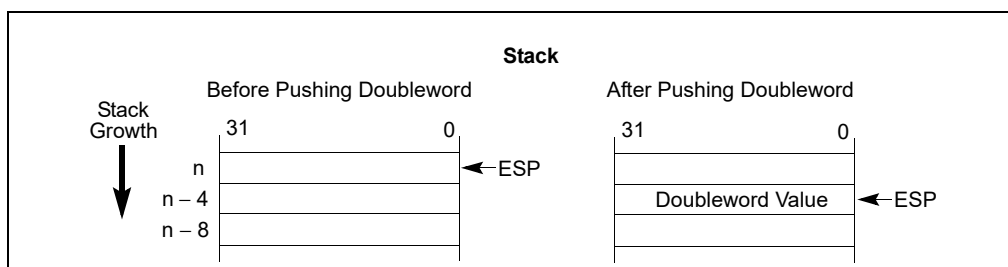 Stack
Before Pushing Doubleword
After Pushing Doubleword
Stack
Growth
31 0
31 0
n
ESP
n – 4
Doubleword Value
ESP
n – 8